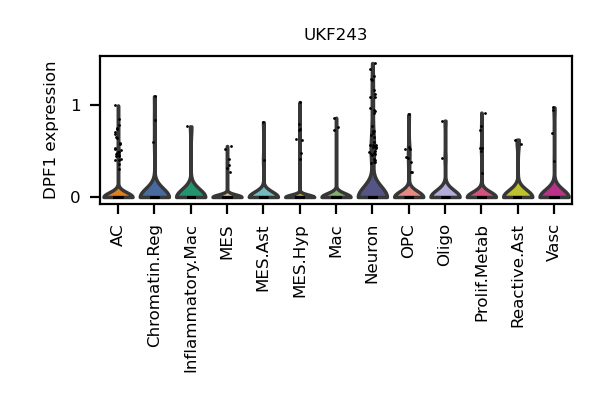 UKF243
DPF1 expression
1
0
AC
Chromatin.Reg
Inflammatory.Mac
MES
MES.Ast
MES.Hyp
Mac
Neuron
OPC
Oligo
Prolif.Metab
Reactive.Ast
Vasc